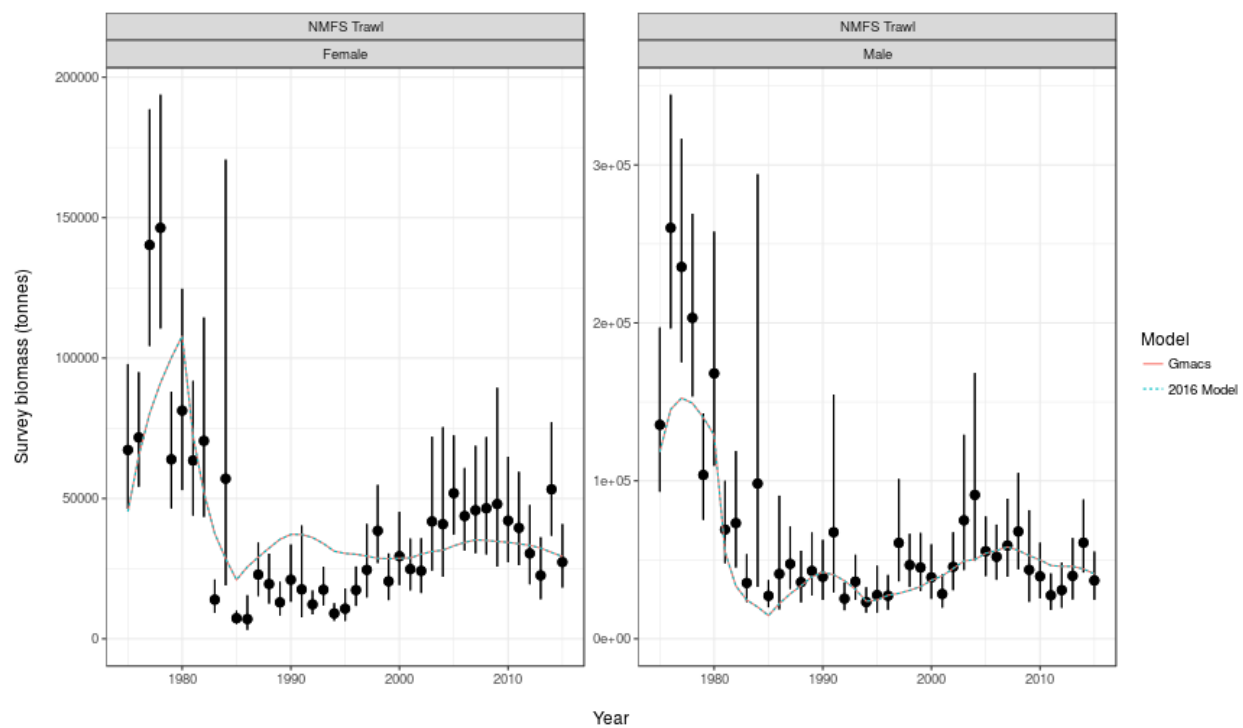 NMFS Trawl
NMFS Trawl
Female
Male
200000
150000
100000
50000
0
3e+05
2e+05
1e+05
0e+00
1980
1990
2000
2010
1980
1990
2000
2010
Survey biomass (tonnes)
Year
Model
Gmacs
2016 Model